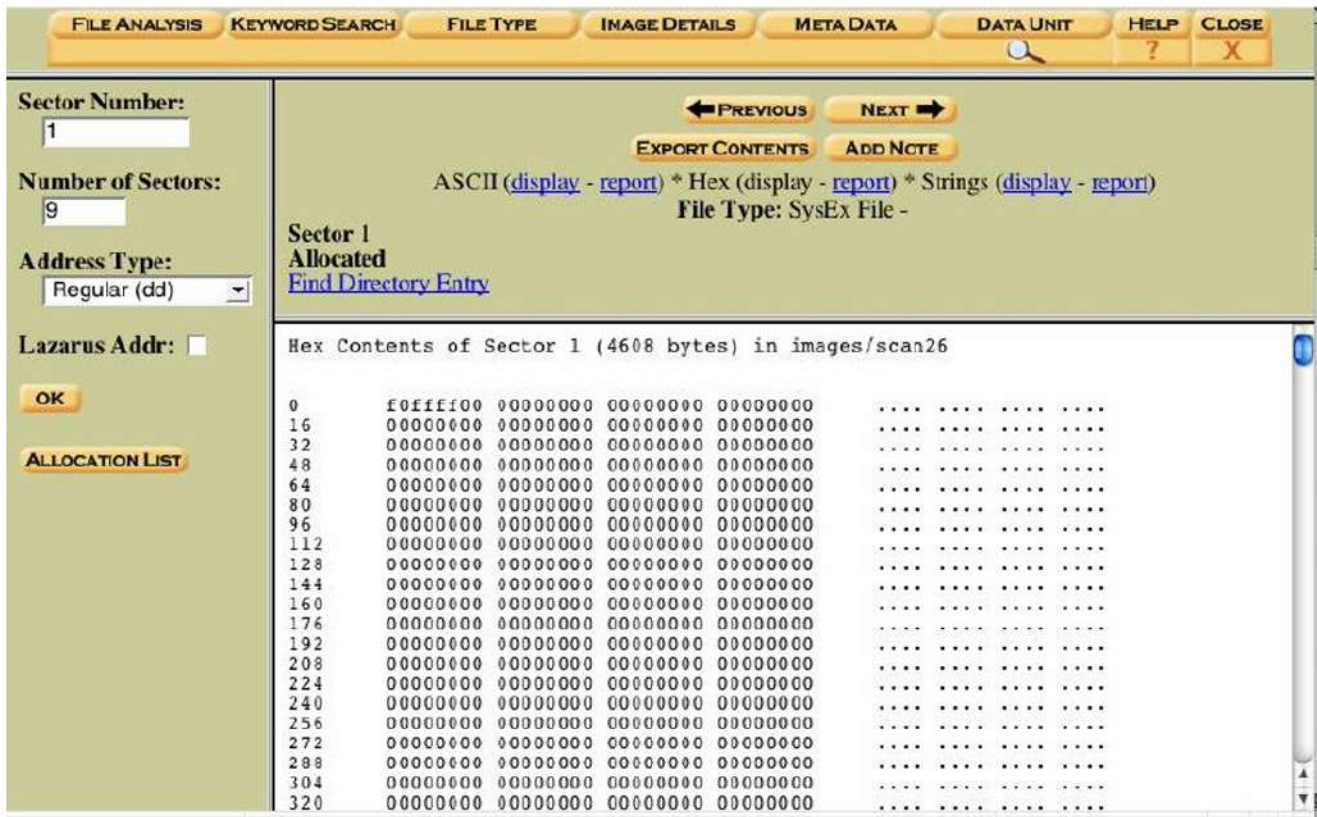 FILE ANALYSIS KEYWORD SEARCH FILE TYPE IMAGE DETAILS META DATA DATA UNIT HELP CLOSE
? X
Sector Number:
1
Number of Sectors:
9
Address Type:
Regular (dd)
Lazarus Addr:
OK
ALLOCATION LIST
PREVIOUS NEXT
EXPORT CONTENTS ADD NOTE
ASCII (display - report) * Hex (display - report) * Strings (display - report)
File Type: SysEx File -
Sector 1
Allocated
Find Directory Entry
Hex Contents of Sector 1 (4608 bytes) in images/scan26
0 f0ffff00 00000000 00000000 00000000 .... .... .... ....
16 00000000 00000000 00000000 00000000 .... .... .... ....
32 00000000 00000000 00000000 00000000 .... .... .... ....
48 00000000 00000000 00000000 00000000 .... .... .... ....
64 00000000 00000000 00000000 00000000 .... .... .... ....
80 00000000 00000000 00000000 00000000 .... .... .... ....
96 00000000 00000000 00000000 00000000 .... .... .... ....
112 00000000 00000000 00000000 00000000 .... .... .... ....
128 00000000 00000000 00000000 00000000 .... .... .... ....
144 00000000 00000000 00000000 00000000 .... .... .... ....
160 00000000 00000000 00000000 00000000 .... .... .... ....
176 00000000 00000000 00000000 00000000 .... .... .... ....
192 00000000 00000000 00000000 00000000 .... .... .... ....
208 00000000 00000000 00000000 00000000 .... .... .... ....
224 00000000 00000000 00000000 00000000 .... .... .... ....
240 00000000 00000000 00000000 00000000 .... .... .... ....
256 00000000 00000000 00000000 00000000 .... .... .... ....
272 00000000 00000000 00000000 00000000 .... .... .... ....
288 00000000 00000000 00000000 00000000 .... .... .... ....
304 00000000 00000000 00000000 00000000 .... .... .... ....
320 00000000 00000000 00000000 00000000 .... .... .... ....